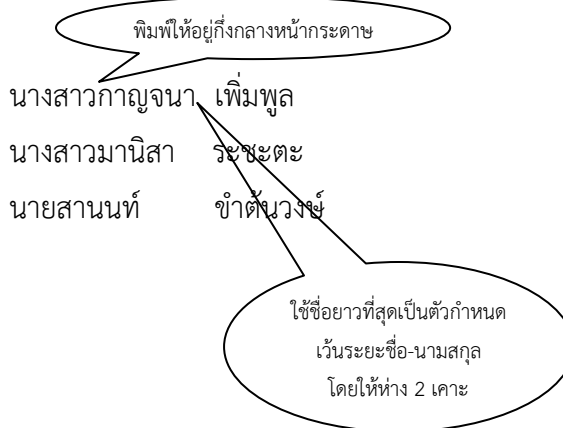 พิมพ์ให้อยู่กึ่งกลางหน้ากระดาษ
นางสาวกาญจนา เพิ่มพูล
นางสาวมานิสา ระชะตะ
นายสานนท์ ขำตันวงษ์
ใช้ชื่อยาวที่สุดเป็นตัวกำหนด
เว้นระยะชื่อ-นามสกุล
โดยให้ห่าง 2 เคาะ